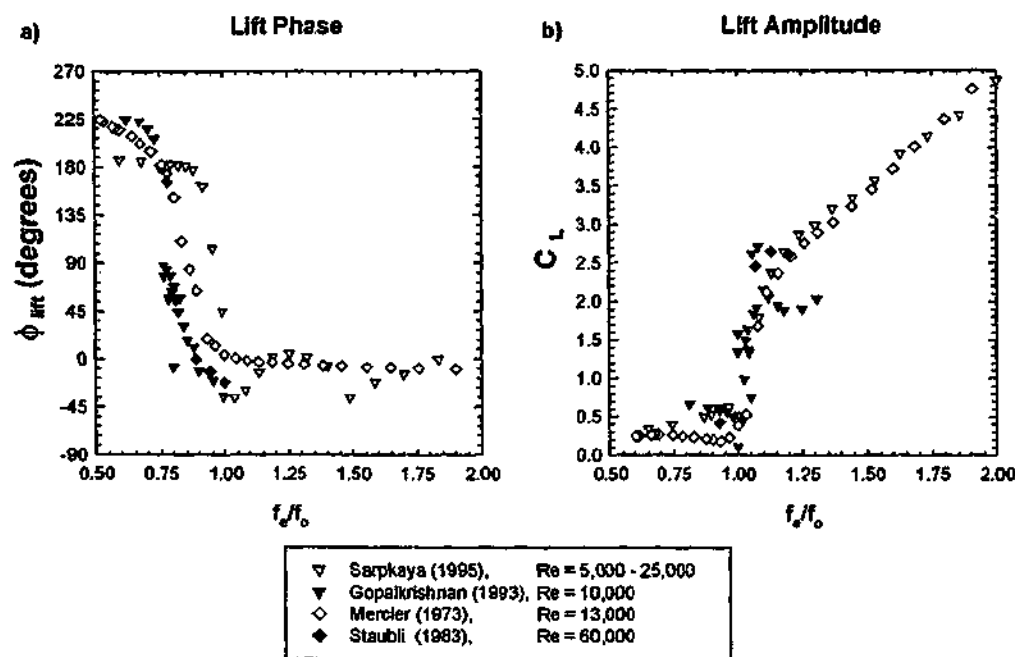 a) Lift Phase
270
225
180
135
90
45
0
-45
-90
0.50 0.75 1.00 1.25 1.50 1.75 2.00
ϕ lift (degrees)
fe/fo
b) Lift Amplitude
5.0
4.5
4.0
3.5
3.0
2.5
2.0
1.5
1.0
0.5
0.0
0.50 0.75 1.00 1.25 1.50 1.75 2.00
C L
fe/fo
Sarpkaya (1995), Re = 5,000 - 25,000
Gopalkrishnan (1993), Re = 10,000
Mercier (1973), Re = 13,000
Staubli (1983), Re = 60,000